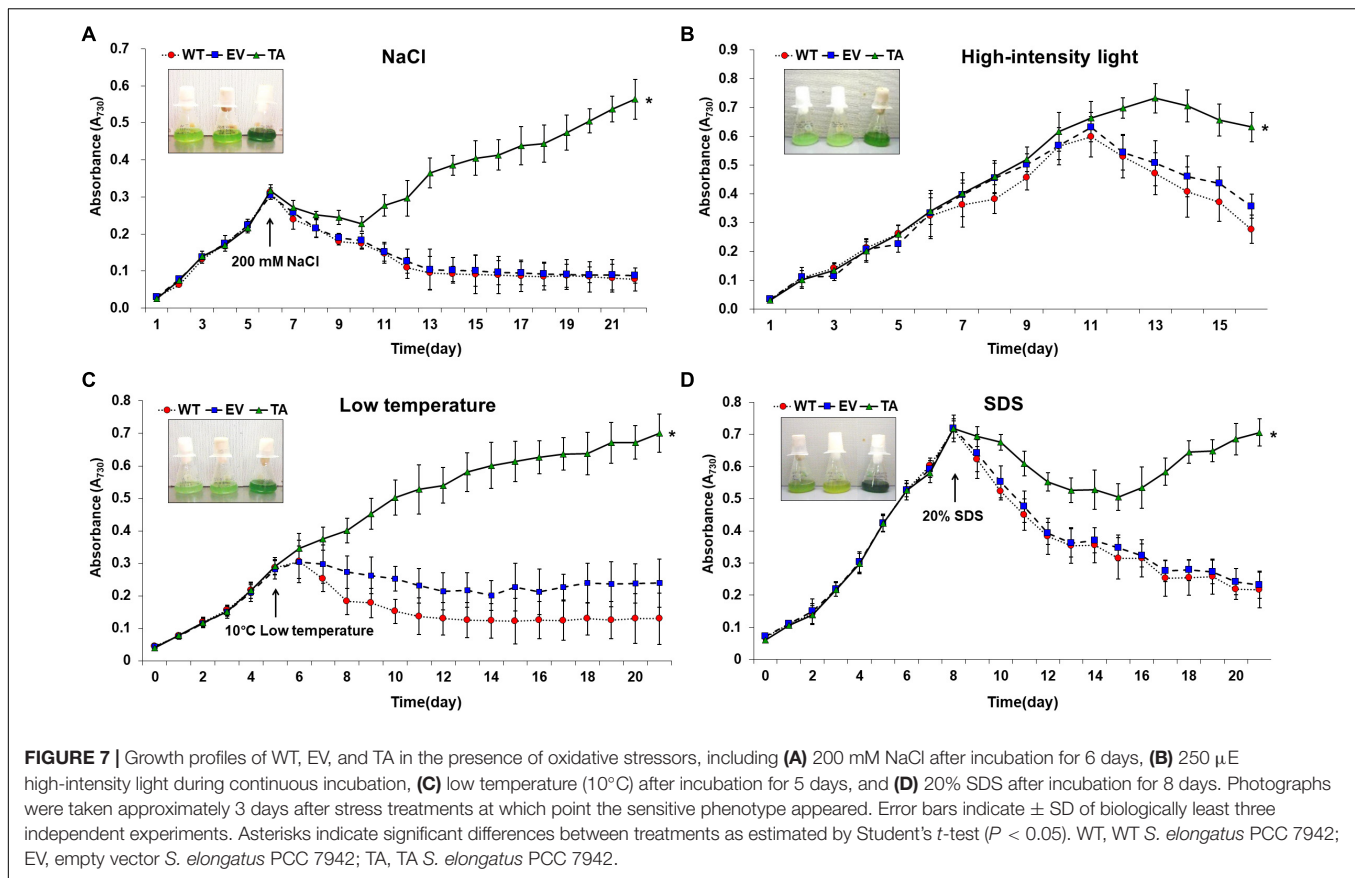 A
WT EV TA
NaCl
Absorbance (A730)
0.7
0.6
0.5
0.4
0.3
0.2
0.1
0.0
200 mM NaCl
*
1 3 5 7 9 11 13 15 17 19 21
Time(day)
B
WT EV TA
High-intensity light
Absorbance (A730)
0.9
0.8
0.7
0.6
0.5
0.4
0.3
0.2
0.1
0.0
*
1 3 5 7 9 11 13 15
Time(day)
C
WT EV TA
Low temperature
Absorbance (A730)
0.8
0.7
0.6
0.5
0.4
0.3
0.2
0.1
0
10°C Low temperature
*
0 2 4 6 8 10 12 14 16 18 20
Time(day)
D
WT EV TA
SDS
Absorbance (A730)
0.8
0.7
0.6
0.5
0.4
0.3
0.2
0.1
0
20% SDS
*
0 2 4 6 8 10 12 14 16 18 20
Time(day)
FIGURE 7 | Growth profiles of WT, EV, and TA in the presence of oxidative stressors, including (A) 200 mM NaCl after incubation for 6 days, (B) 250 μE
high-intensity light during continuous incubation, (C) low temperature (10°C) after incubation for 5 days, and (D) 20% SDS after incubation for 8 days. Photographs
were taken approximately 3 days after stress treatments at which point the sensitive phenotype appeared. Error bars indicate ± SD of biologically least three
independent experiments. Asterisks indicate significant differences between treatments as estimated by Student's t-test (P < 0.05). WT, WT S. elongatus PCC 7942;
EV, empty vector S. elongatus PCC 7942; TA, TA S. elongatus PCC 7942.